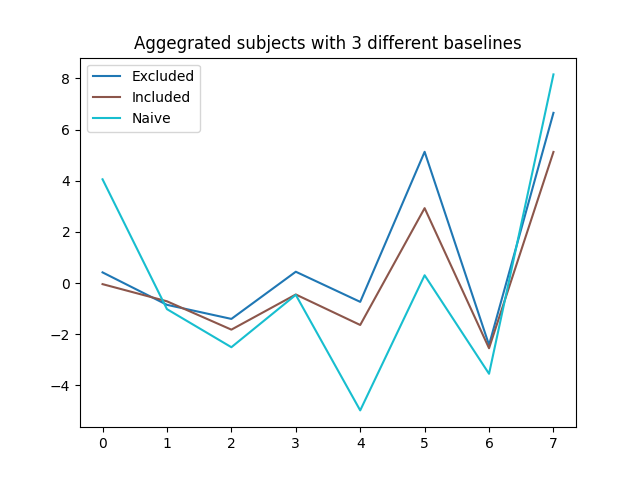 Aggegrated subjects with 3 different baselines
Excluded
Included
Naive
8
6
4
2
0
−2
−4
0 1 2 3 4 5 6 7